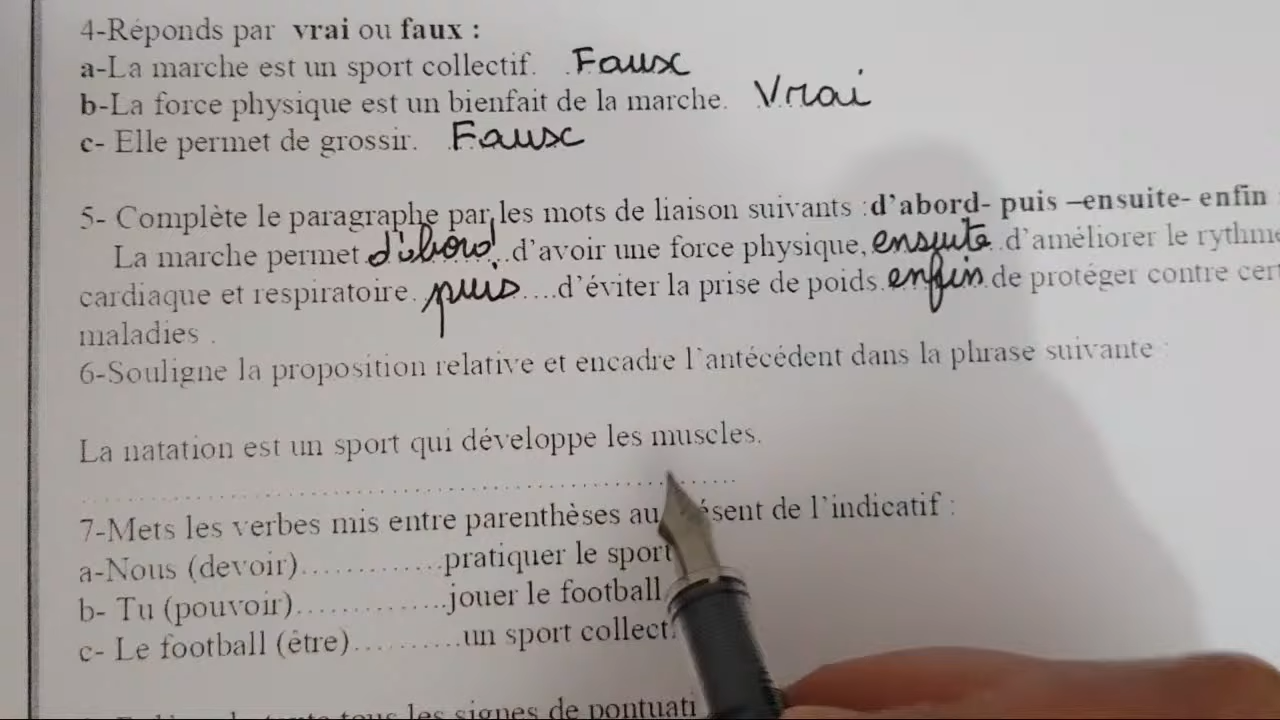 4-Réponds par vrai ou faux :
a-La marche est un sport collectif. Faux
b-La force physique est un bienfait de la marche. Vrai
c- Elle permet de grossir. Faux
5- Complète le paragraphe par les mots de liaison suivants :d'abord- puis –ensuite- enfin :
La marche permet d'abord d'avoir une force physique, ensuite d'améliorer le rythme
cardiaque et respiratoire. puis....d'éviter la prise de poids enfin de protéger contre cert
maladies .
6-Souligne la proposition relative et encadre l'antécédent dans la phrase suivante :
La natation est un sport qui développe les muscles.
7-Mets les verbes mis entre parenthèses au sent de l'indicatif :
a-Nous (devoir).............pratiquer le sport
b- Tu (pouvoir)..............jouer le football
c- Le football (être)..........un sport collect
les signes de pontuati